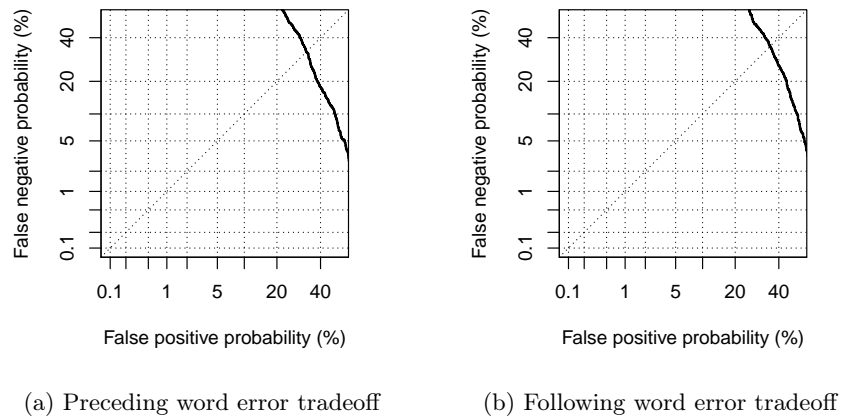 False negative probability (%)
40
20
5
1
0.1
0.1 1 5 20 40
False positive probability (%)
(a) Preceding word error tradeoff
False negative probability (%)
40
20
5
1
0.1
0.1 1 5 20 40
False positive probability (%)
(b) Following word error tradeoff